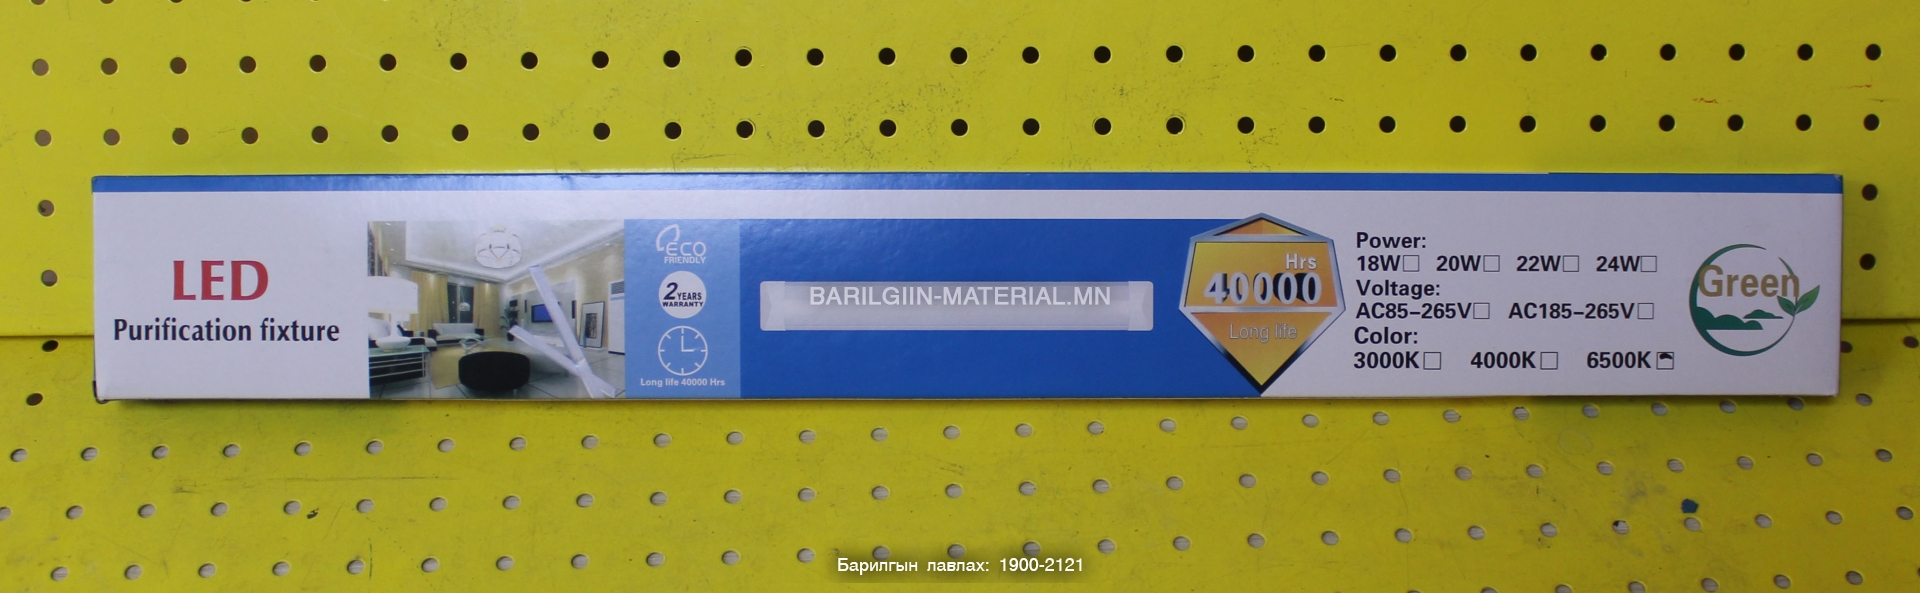 LED
Purification fixture
ECO
FRIENDLY
2 YEARS
WARRANTY
Long life 40000 Hrs
BARILGIIN-MATERIAL.MN
Hrs
40000
Long life
Power:
18W□ 20W□ 22W□ 24W□
Voltage:
AC85-265V□ AC185-265V□
Color:
3000K□ 4000K□ 6500K□
Green
Барилгын лавлах: 1900-2121